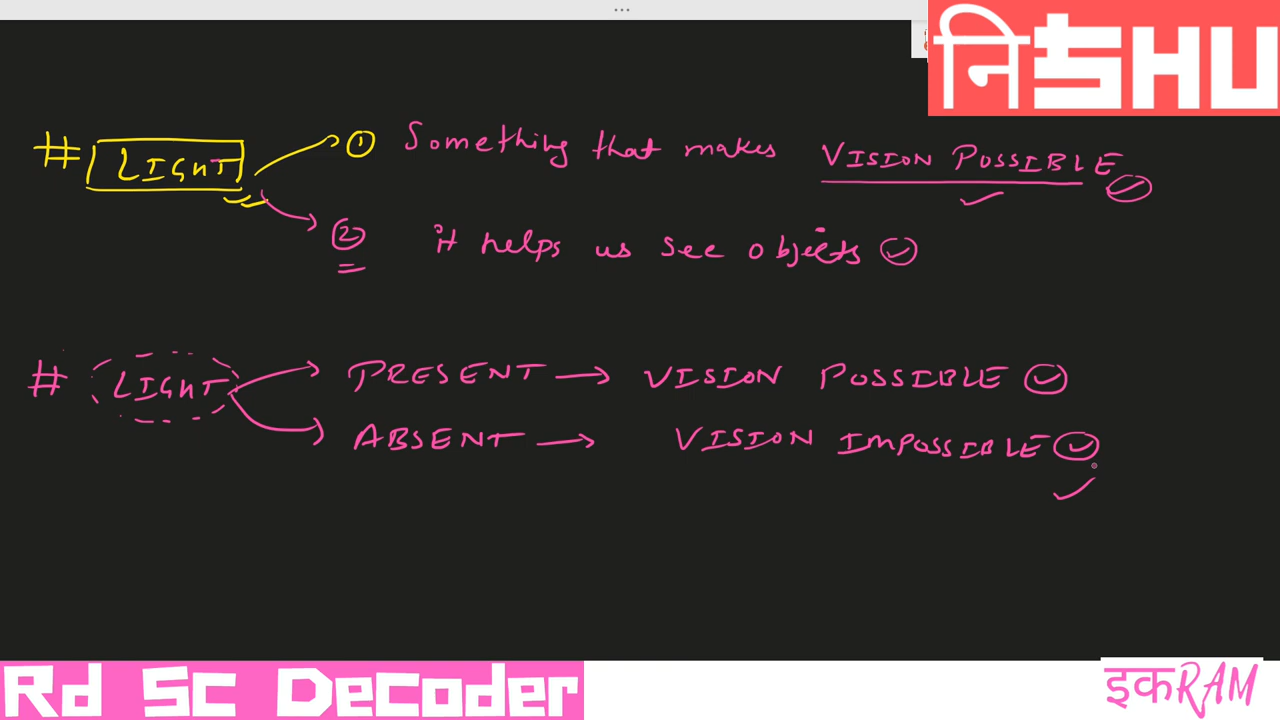 निSHU
# LIGHT ① Something that makes VISION POSSIBLE
② it helps us see objects
# LIGHT PRESENT → VISION POSSIBLE
ABSENT → VISION IMPOSSIBLE
Rd SC Decoder
इकRAM